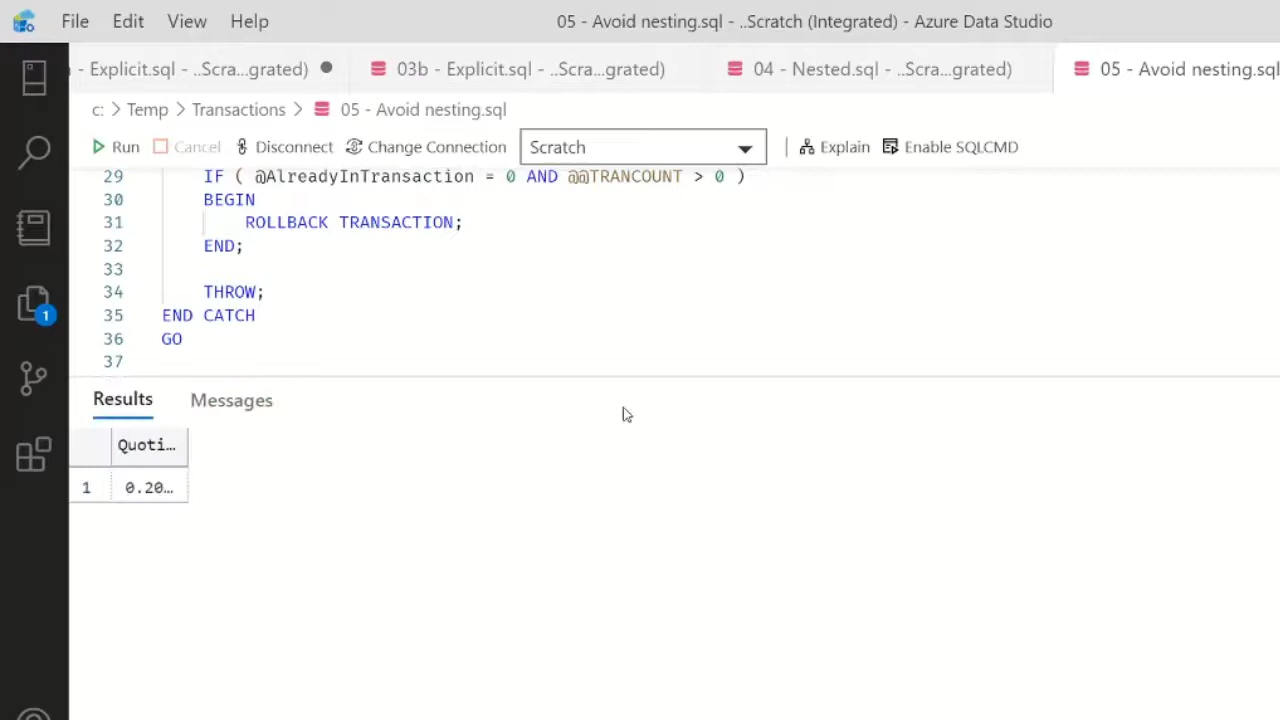 File Edit View Help 05 - Avoid nesting.sql - ..Scratch (Integrated) - Azure Data Studio
- Explicit.sql - ..Scra...grated) 03b - Explicit.sql - ..Scra...grated) 04 - Nested.sql - ..Scra...grated) 05 - Avoid nesting.sql
c: > Temp > Transactions > 05 - Avoid nesting.sql
Run Cancel Disconnect Change Connection Scratch Explain Enable SQLCMD
29 IF ( @AlreadyInTransaction = 0 AND @@TRANCOUNT > 0 )
30 BEGIN
31 ROLLBACK TRANSACTION;
32 END;
33
34 THROW;
35 END CATCH
36 GO
37
1
Results Messages
Quoti...
1 0.20...